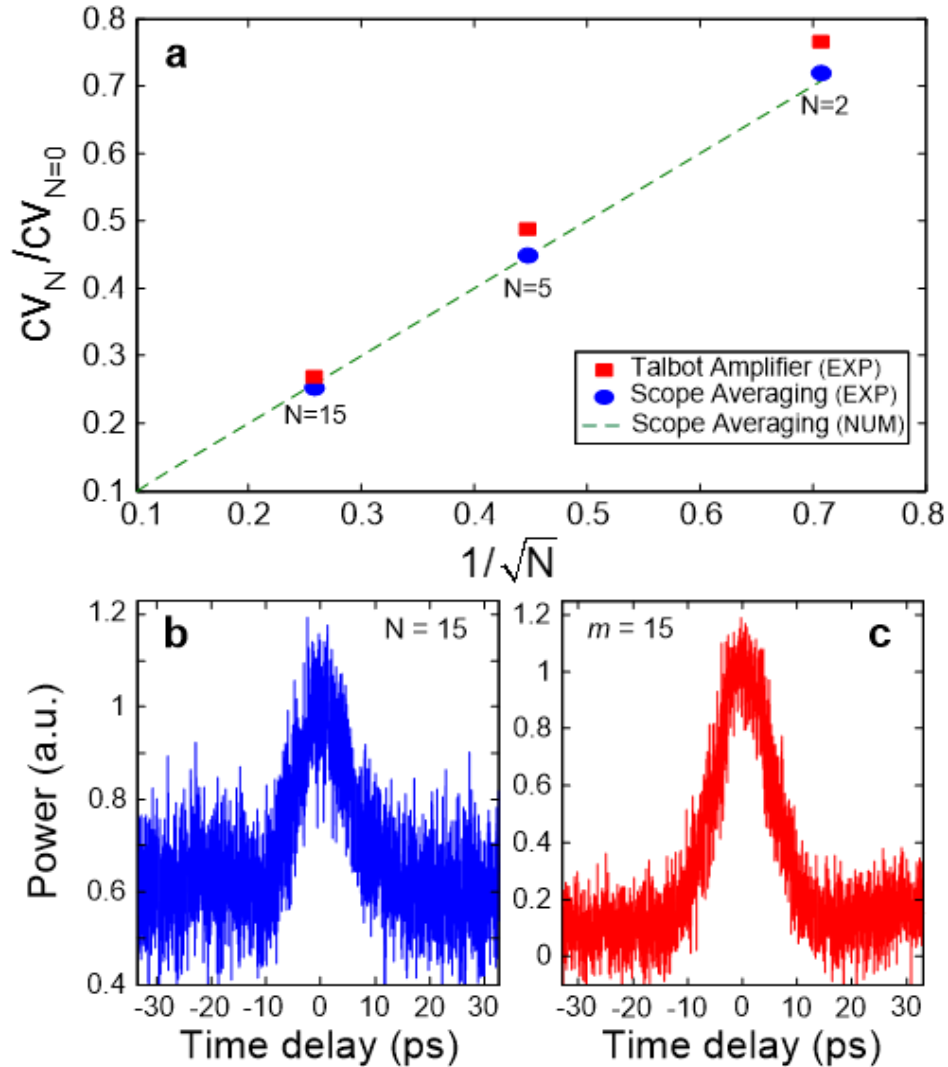 a
0.8
0.7
0.6
0.5
0.4
0.3
0.2
0.1
CV_N / CV_{N=0}
N=2
N=5
N=15
Talbot Amplifier (EXP)
Scope Averaging (EXP)
Scope Averaging (NUM)
0.1 0.2 0.3 0.4 0.5 0.6 0.7 0.8
1/√N
b
N = 15
1.2
1
0.8
0.6
0.4
Power (a.u.)
-30 -20 -10 0 10 20 30
Time delay (ps)
m = 15
c
1.2
1
0.8
0.6
0.4
0.2
0
-30 -20 -10 0 10 20 30
Time delay (ps)